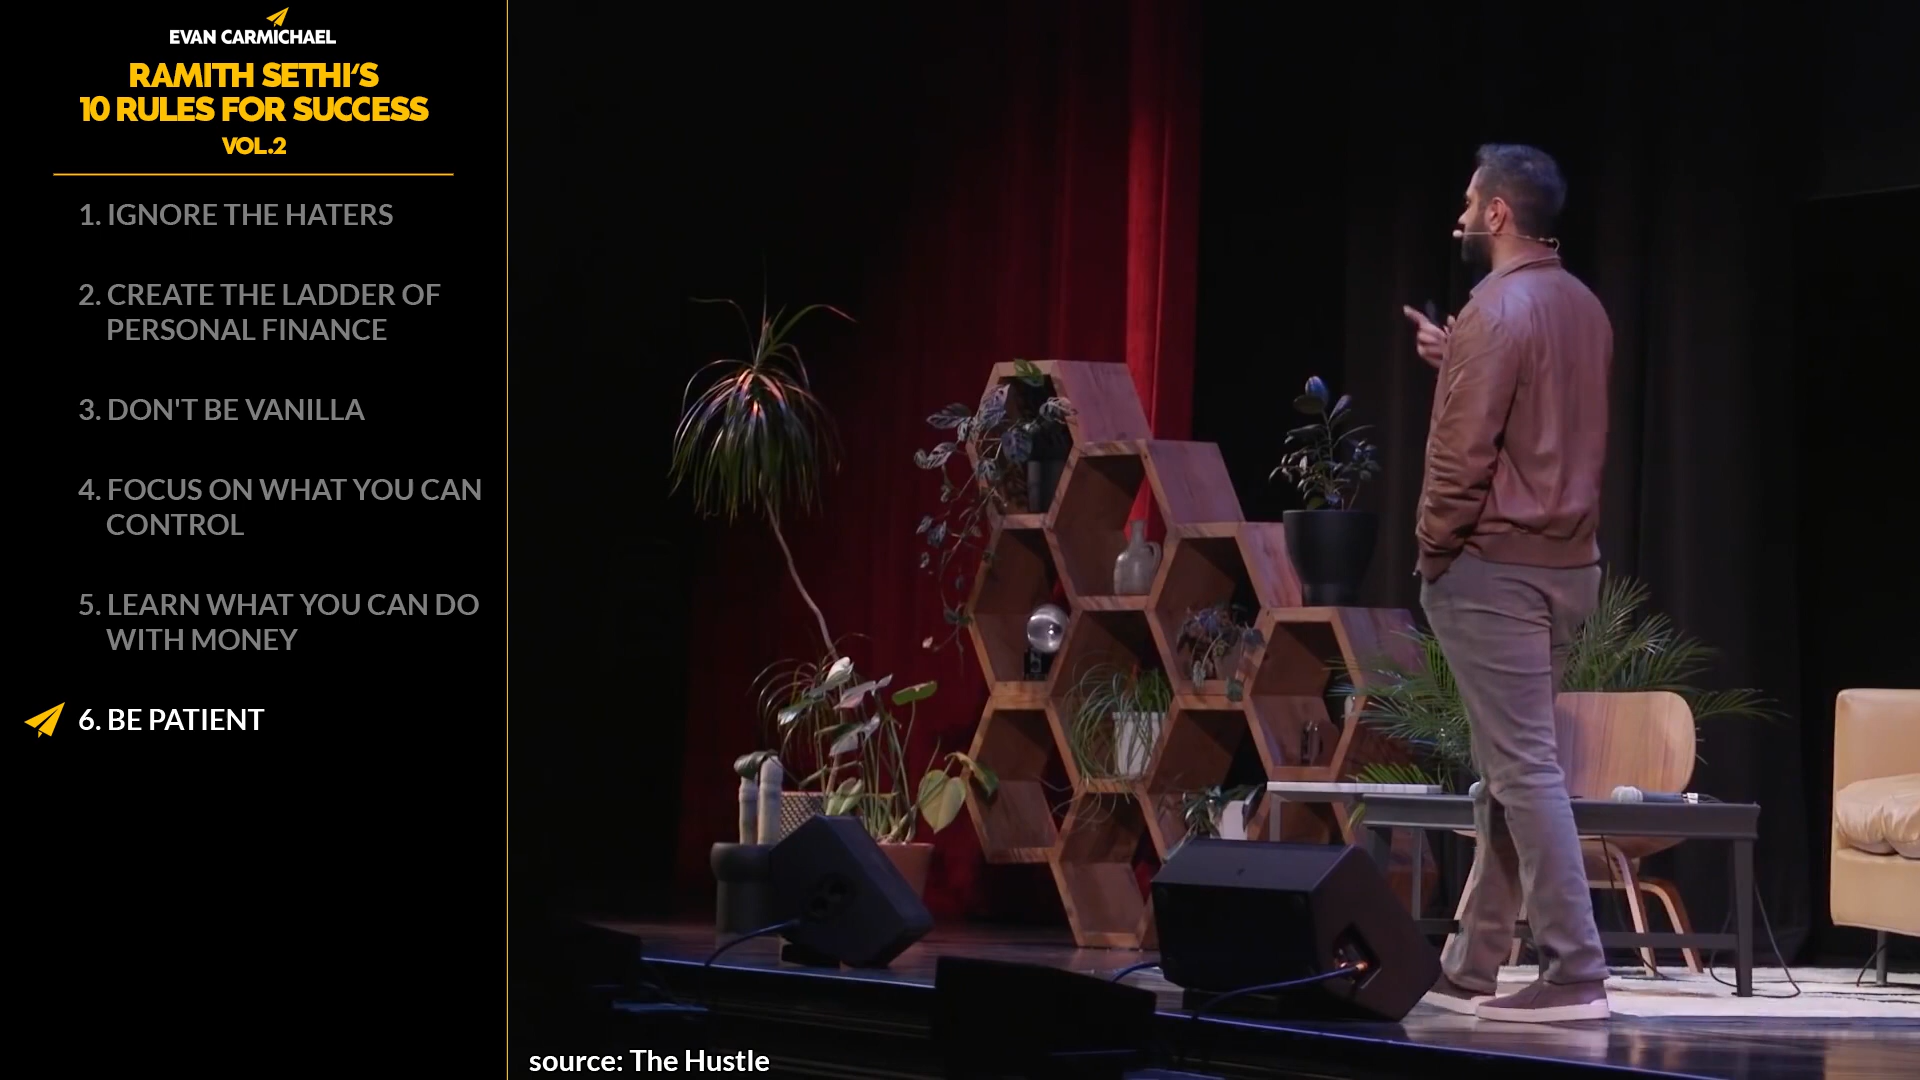 EVAN CARMICHAEL
RAMITH SETHI'S
10 RULES FOR SUCCESS
VOL.2
1. IGNORE THE HATERS
2. CREATE THE LADDER OF
PERSONAL FINANCE
3. DON'T BE VANILLA
4. FOCUS ON WHAT YOU CAN
CONTROL
5. LEARN WHAT YOU CAN DO
WITH MONEY
6. BE PATIENT
source: The Hustle